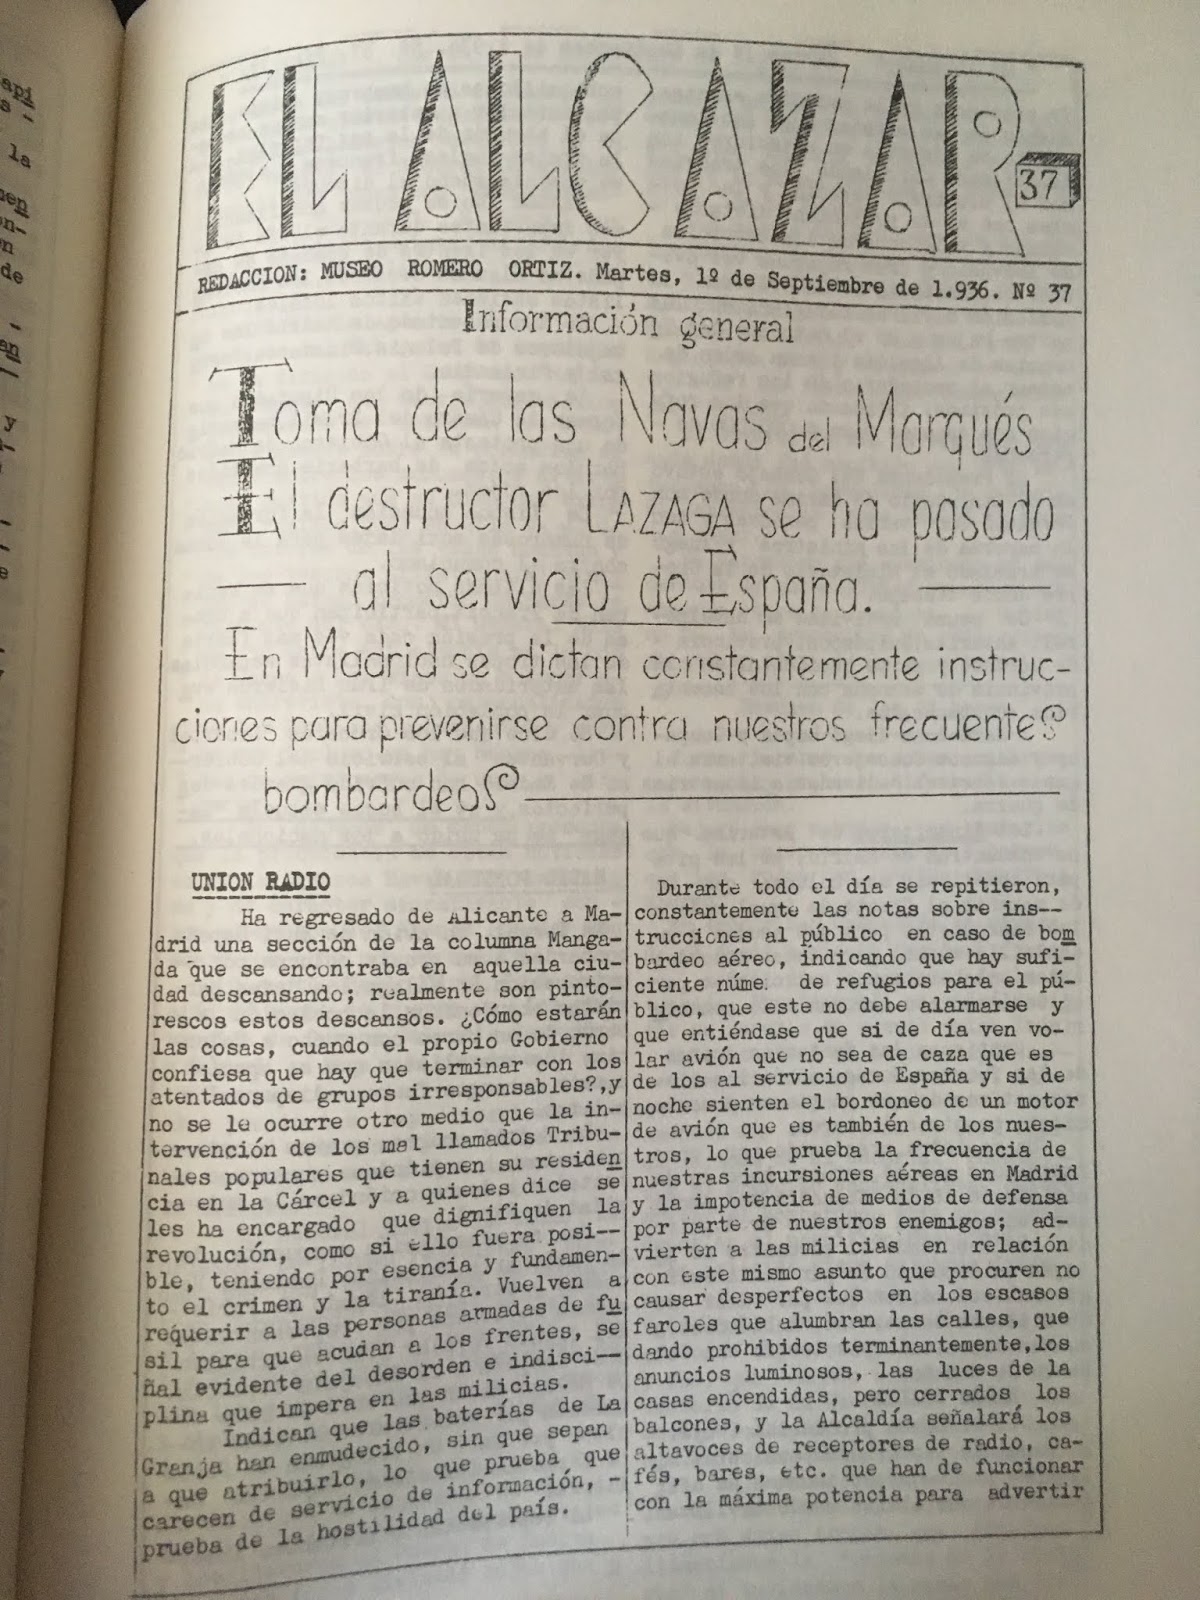 api
s -
la
sen
on-
en
de
-
an
y
a-
-
-
e
EL ALCAZAR
37
REDACCION: MUSEO ROMERO ORTIZ. Martes, 1º de Septiembre de 1.936. Nº 37
Información general
Toma de las Navas del Marqués
El destructor LAZAGA se ha pasado
al servicio de España.
En Madrid se dictan constantemente instruc-
ciones para prevenirse contra nuestros frecuentes
bombardeos
UNION RADIO
Ha regresado de Alicante a Ma-
drid una sección de la columna Manga-
da que se encontraba en aquella ciu-
dad descansando; realmente son pinto-
rescos estos descansos. ¿Cómo estarán
las cosas, cuando el propio Gobierno
confiesa que hay que terminar con los
atentados de grupos irresponsables?,y
no se le ocurre otro medio que la in-
tervención de los mal llamados Tribu-
nales populares que tienen su residen
cia en la Cárcel y a quienes dice se
les ha encargado que dignifiquen la
revolución, como si ello fuera posi--
ble, teniendo por esencia y fundamen-
to el crimen y la tiranía. Vuelven a
requerir a las personas armadas de fu
sil para que acudan a los frentes, se
ñal evidente del desorden e indisci--
plina que impera en las milicias.
Indican que las baterías de La
Granja han enmudecido, sin que sepan
a que atribuirlo, lo que prueba que
carecen de servicio de información, -
prueba de la hostilidad del país.
Durante todo el día se repitieron,
constantemente las notas sobre ins--
trucciones al público en caso de bom
bardeo aéreo, indicando que hay sufi-
ciente núme. de refugios para el pú-
blico, que este no debe alarmarse y
que entiéndase que si de día ven vo-
lar avión que no sea de caza que es
de los al servicio de España y si de
noche sienten el bordoneo de un motor
de avión que es también de los nues-
tros, lo que prueba la frecuencia de
nuestras incursiones aéreas en Madrid
y la impotencia de medios de defensa
por parte de nuestros enemigos; ad-
vierten a las milicias en relación
con este mismo asunto que procuren no
causar desperfectos en los escasos
faroles que alumbran las calles, que
dando prohibidos terminantemente,los
anuncios luminosos, las luces de la
casas encendidas, pero cerrados los
balcones, y la Alcaldía señalará los
altavoces de receptores de radio, ca-
fés, bares, etc. que han de funcionar
con la máxima potencia para advertir